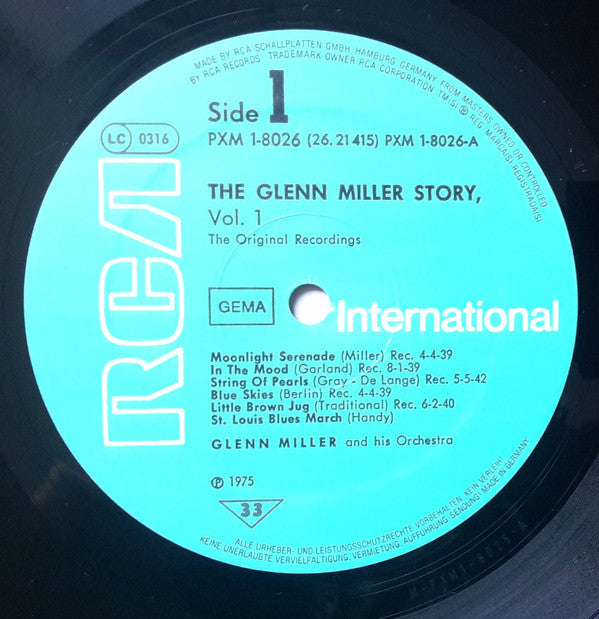 MADE BY RCA SCHALLPLATTEN GMBH, HAMBURG, GERMANY, FROM MASTERS OWNED OR CONTROLLED
BY RCA RECORDS TRADEMARK OWNER RCA CORPORATION TM(S) ® REG. MARCA(S) REGISTRADA(S)
Side 1
PXM 1-8026 (26.21415) PXM 1-8026-A
LC 0316
RCA
THE GLENN MILLER STORY,
Vol. 1
The Original Recordings
GEMA
International
Moonlight Serenade (Miller) Rec. 4-4-39
In The Mood (Garland) Rec. 8-1-39
String Of Pearls (Gray - De Lange) Rec. 5-5-42
Blue Skies (Berlin) Rec. 4-4-39
Little Brown Jug (Traditional) Rec. 6-2-40
St. Louis Blues March (Handy)
GLENN MILLER and his Orchestra
℗ 1975
33
ALLE URHEBER- UND LEISTUNGSSCHUTZRECHTE VORBEHALTEN. KEIN VERLEIH!
KEINE UNERLAUBTE VERVIELFÄLTIGUNG, VERMIETUNG, AUFFÜHRUNG, SENDUNG! MADE IN GERMANY